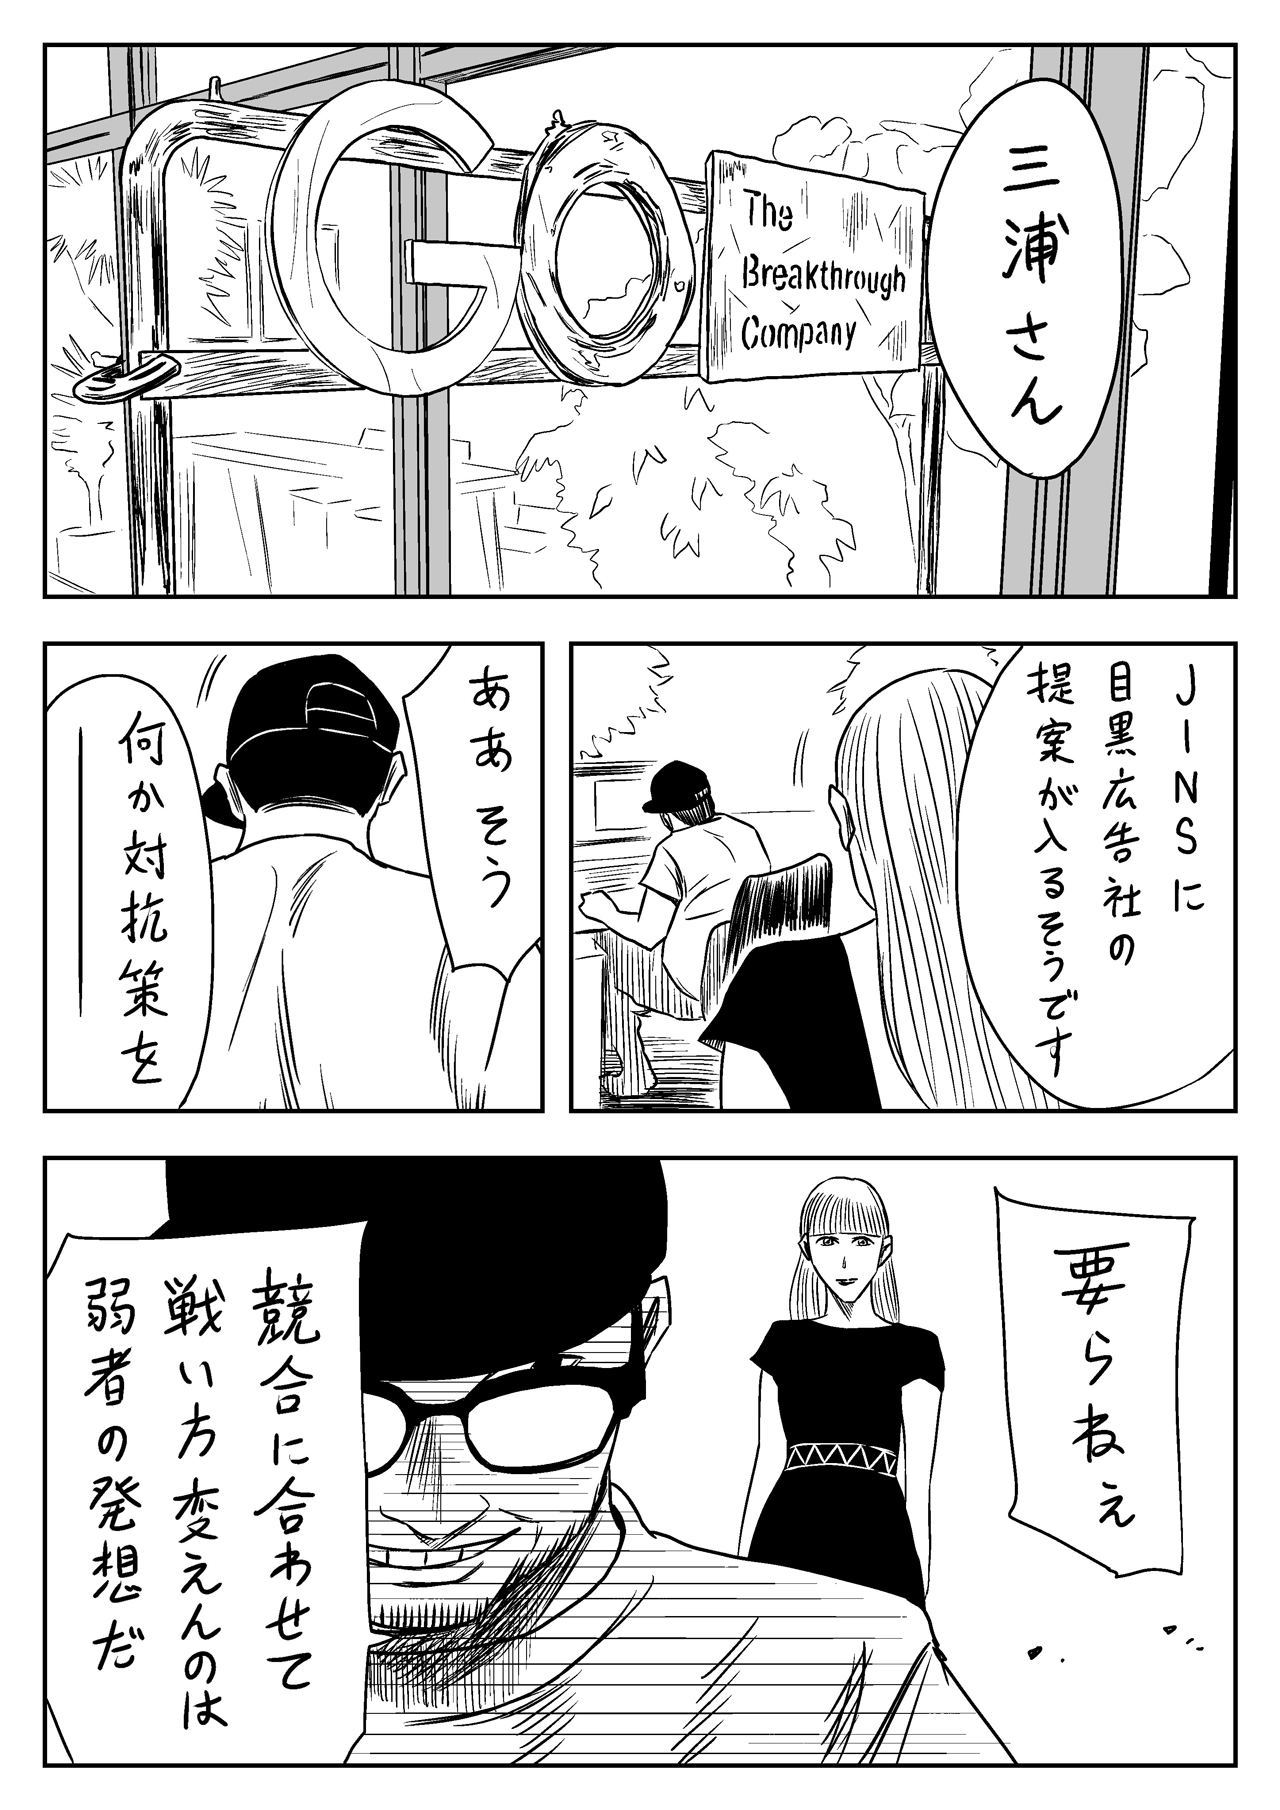 三浦さん
GO
The
Breakthrough
Company
JINSに
目黒広告社の
提案が入るそうです
ああ そう
何か対抗策を
――
要らねぇ
競合に合わせて
戦い方変えんのは
弱者の発想だ